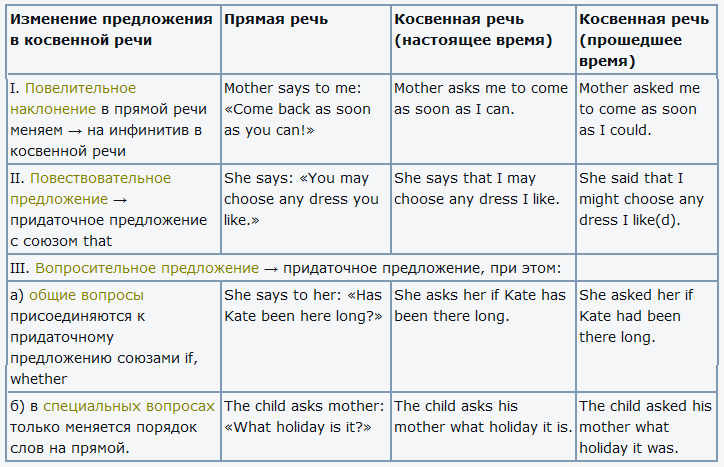 Изменение предложения
в косвенной речи
Прямая речь
Косвенная речь
(настоящее время)
Косвенная речь
(прошедшее
время)
I. Повелительное
наклонение в прямой речи
меняем → на инфинитив в
косвенной речи
Mother says to me:
«Come back as soon
as you can!»
Mother asks me to come
as soon as I can.
Mother asked me
to come as soon
as I could.
II. Повествовательное
предложение →
придаточное предложение
с союзом that
She says: «You may
choose any dress you
like.»
She says that I may
choose any dress I like.
She said that I
might choose any
dress I like(d).
III. Вопросительное предложение → придаточное предложение, при этом:
а) общие вопросы
присоединяются к
придаточному
предложению союзами if,
whether
She says to her: «Has
Kate been here long?»
She asks her if Kate has
been there long.
She asked her if
Kate had been
there long.
б) в специальных вопросах
только меняется порядок
слов на прямой.
The child asks mother:
«What holiday is it?»
The child asks his
mother what holiday it is.
The child asked his
mother what
holiday it was.